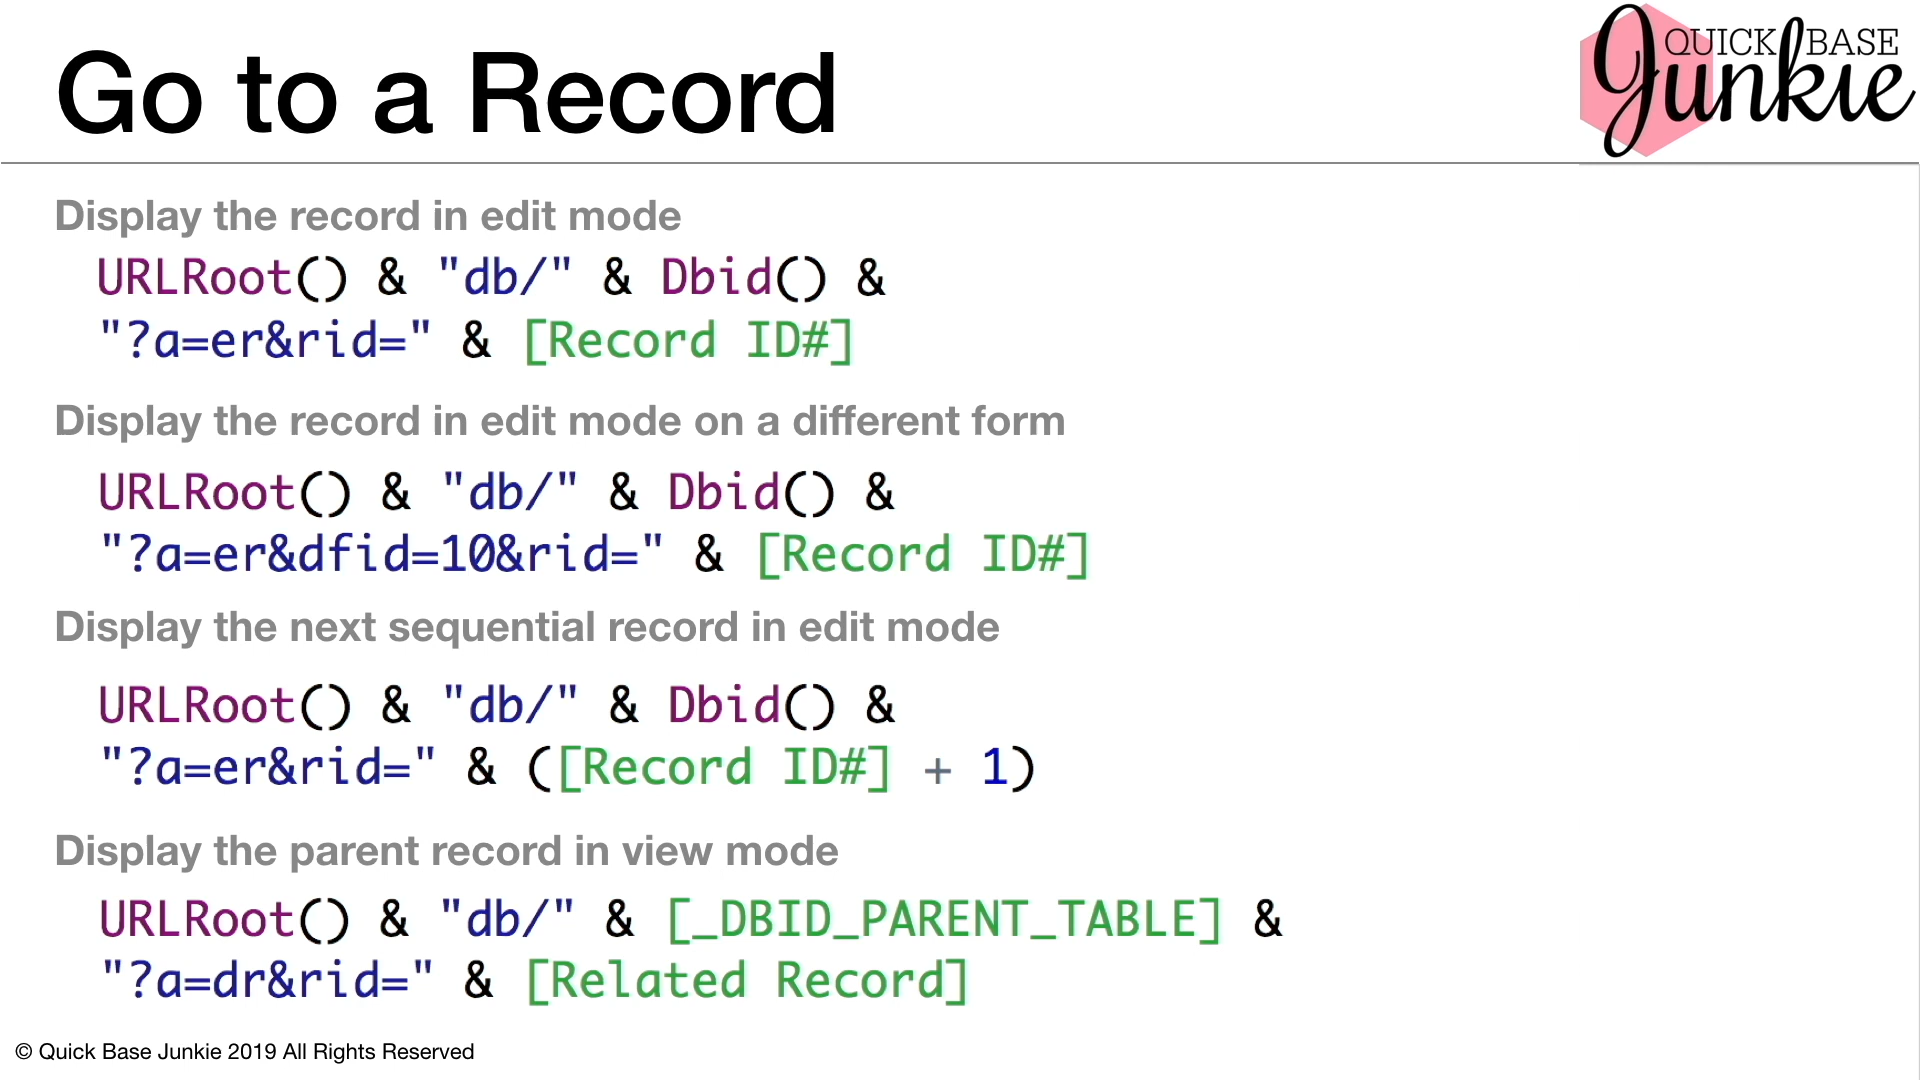 Go to a Record
QUICK BASE
Junkie
Display the record in edit mode
URLRoot() & "db/" & Dbid() &
"?a=er&rid=" & [Record ID#]
Display the record in edit mode on a different form
URLRoot() & "db/" & Dbid() &
"?a=er&dfid=10&rid=" & [Record ID#]
Display the next sequential record in edit mode
URLRoot() & "db/" & Dbid() &
"?a=er&rid=" & ([Record ID#] + 1)
Display the parent record in view mode
URLRoot() & "db/" & [_DBID_PARENT_TABLE] &
"?a=dr&rid=" & [Related Record]
© Quick Base Junkie 2019 All Rights Reserved